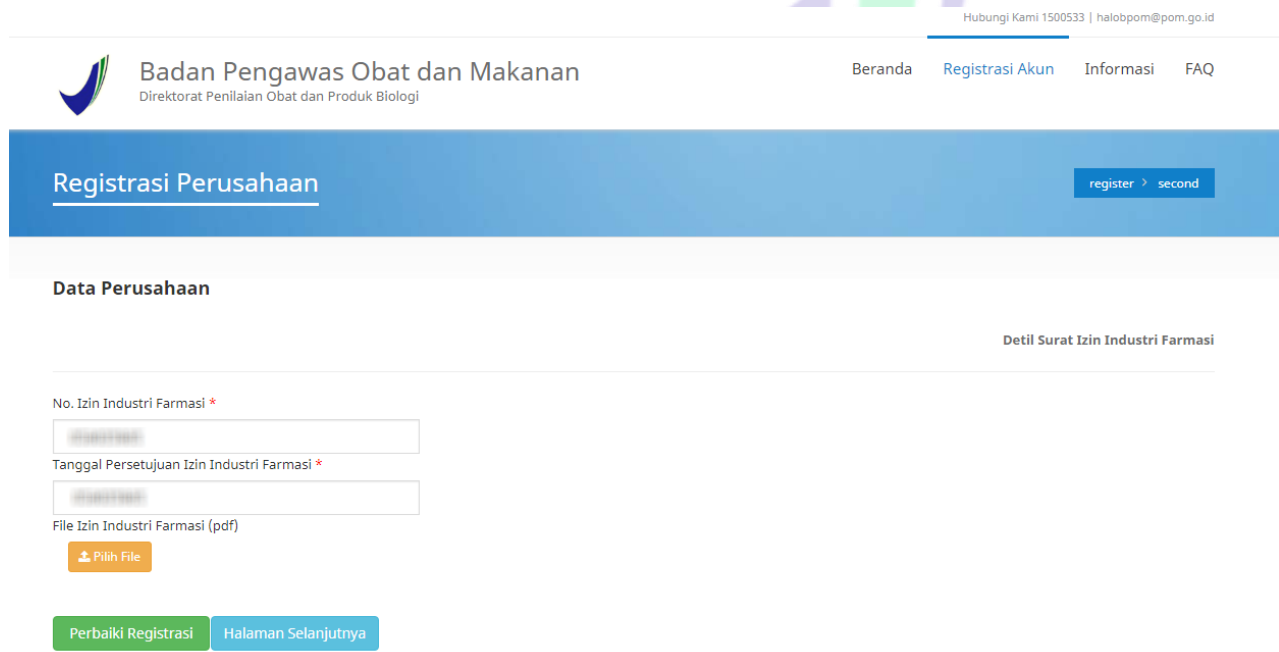 Hubungi Kami 1500533 | halobpom@pom.go.id
Badan Pengawas Obat dan Makanan
Direktorat Penilaian Obat dan Produk Biologi
Beranda Registrasi Akun Informasi FAQ
Registrasi Perusahaan
register > second
Data Perusahaan
Detil Surat Izin Industri Farmasi
No. Izin Industri Farmasi *
Tanggal Persetujuan Izin Industri Farmasi *
File Izin Industri Farmasi (pdf)
Pilih File
Perbaiki Registrasi Halaman Selanjutnya